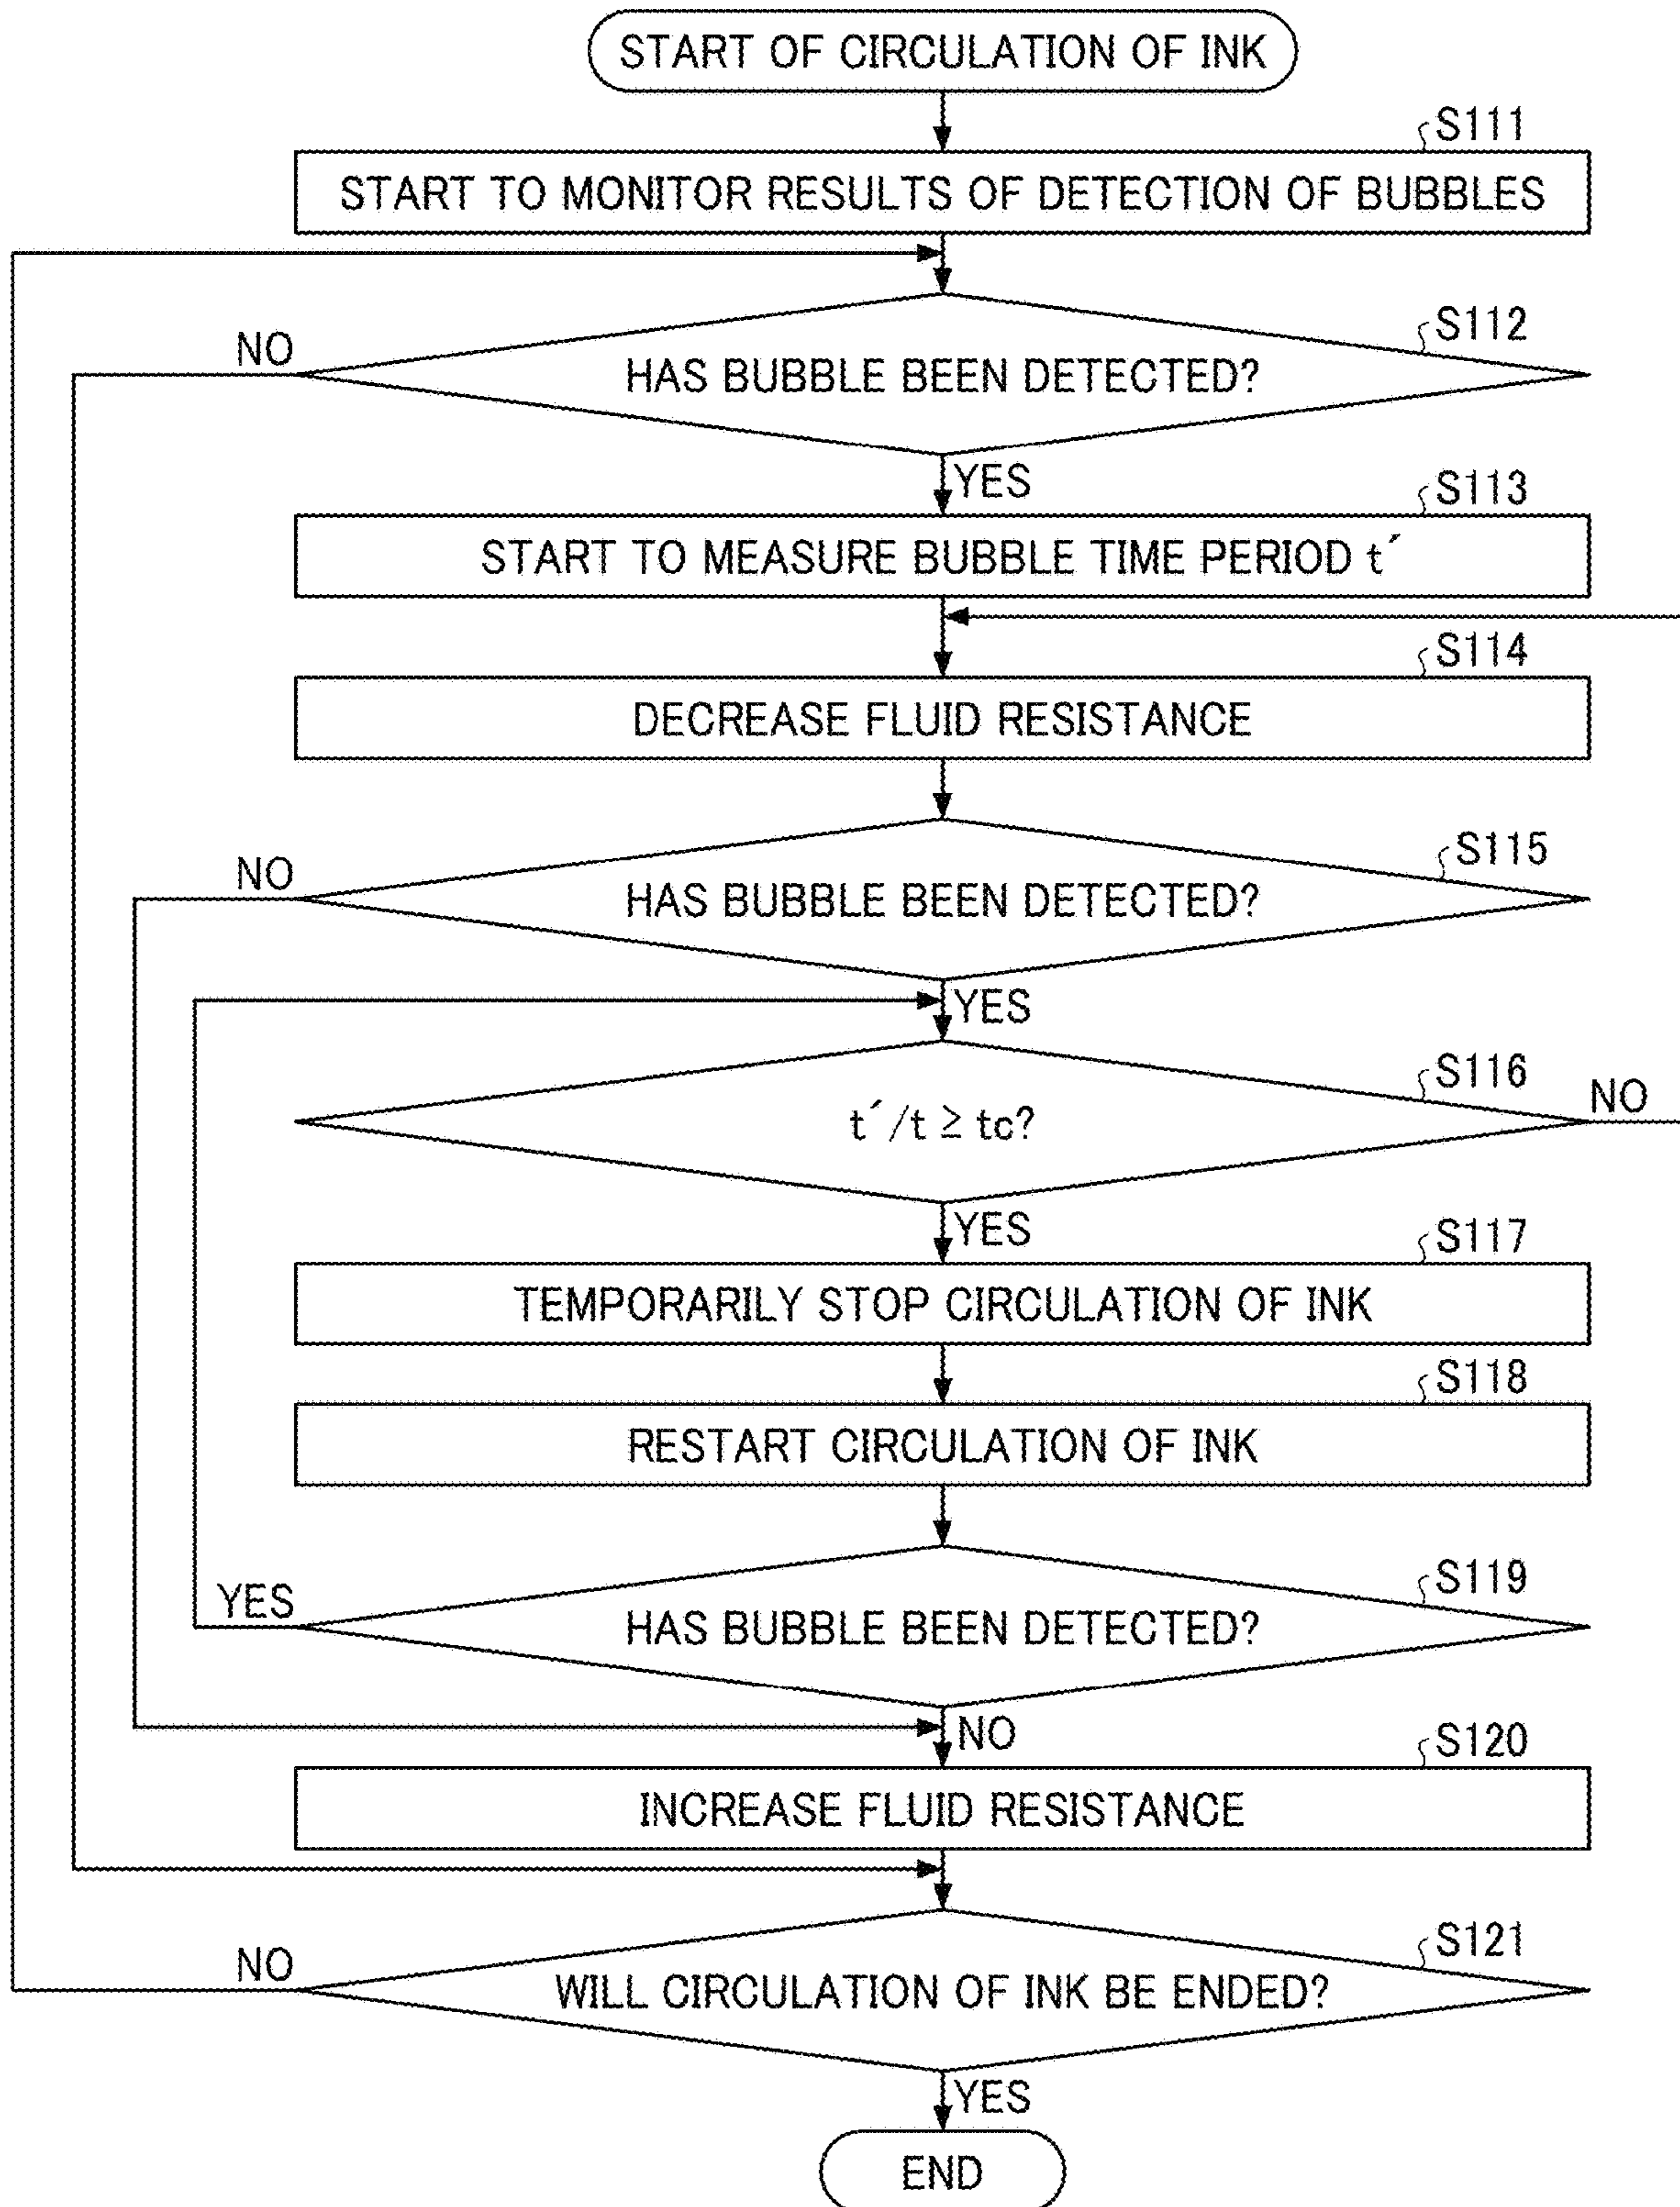 START OF CIRCULATION OF INK
S111
START TO MONITOR RESULTS OF DETECTION OF BUBBLES
S112
NO
HAS BUBBLE BEEN DETECTED?
YES
S113
START TO MEASURE BUBBLE TIME PERIOD t´
S114
DECREASE FLUID RESISTANCE
S115
NO
HAS BUBBLE BEEN DETECTED?
YES
S116
NO
t´/t ≥ tc?
YES
S117
TEMPORARILY STOP CIRCULATION OF INK
S118
RESTART CIRCULATION OF INK
S119
YES
HAS BUBBLE BEEN DETECTED?
NO
S120
INCREASE FLUID RESISTANCE
S121
NO
WILL CIRCULATION OF INK BE ENDED?
YES
END